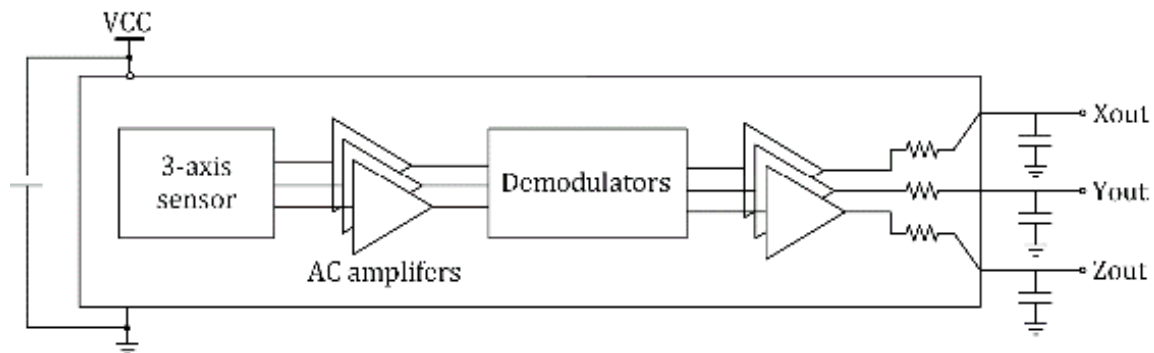 VCC
Xout
3-axis
sensor
Demodulators
Yout
AC amplifers
Zout